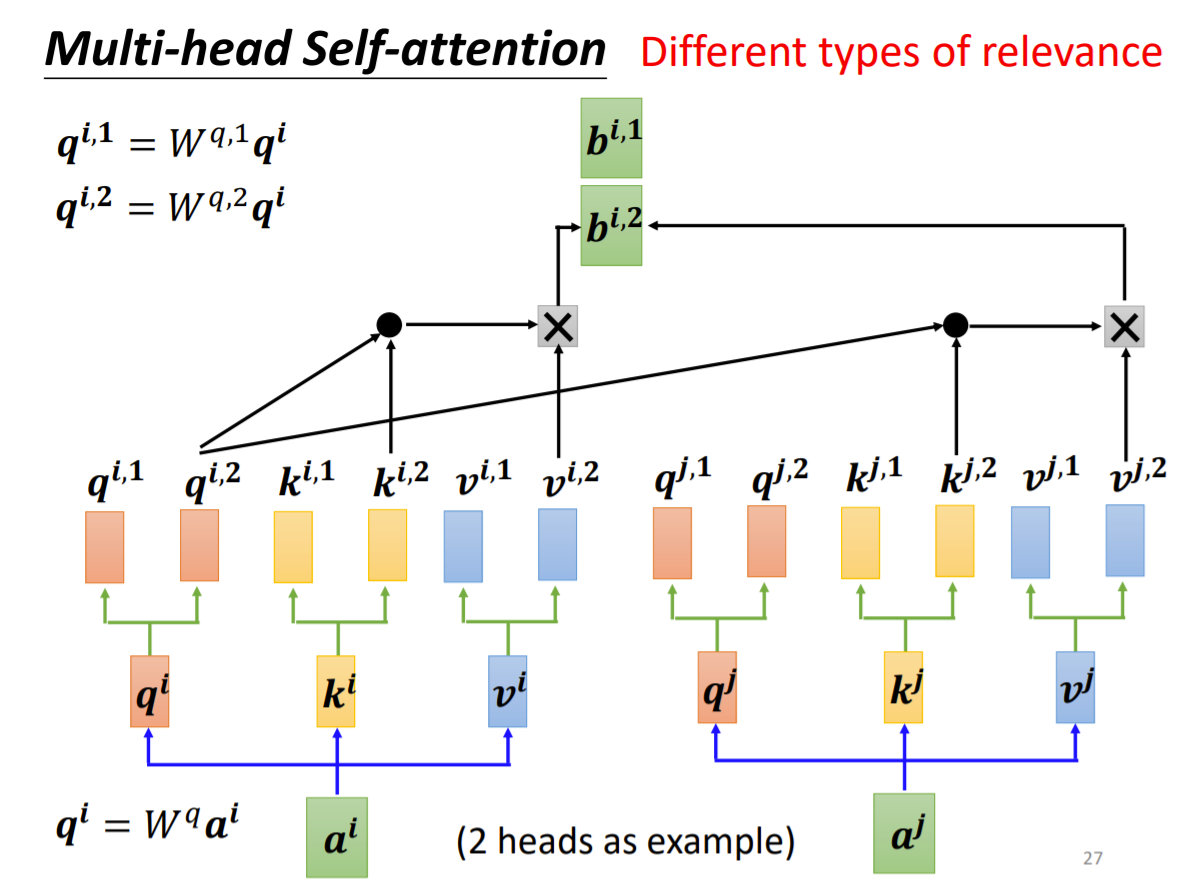 Multi-head Self-attention Different types of relevance
q^{i,1} = W^{q,1}q^i
q^{i,2} = W^{q,2}q^i
b^{i,1}
b^{i,2}
q^{i,1} q^{i,2} k^{i,1} k^{i,2} v^{i,1} v^{i,2} q^{j,1} q^{j,2} k^{j,1} k^{j,2} v^{j,1} v^{j,2}
q^i k^i v^i q^j k^j v^j
q^i = W^q a^i
a^i
(2 heads as example)
a^j
27